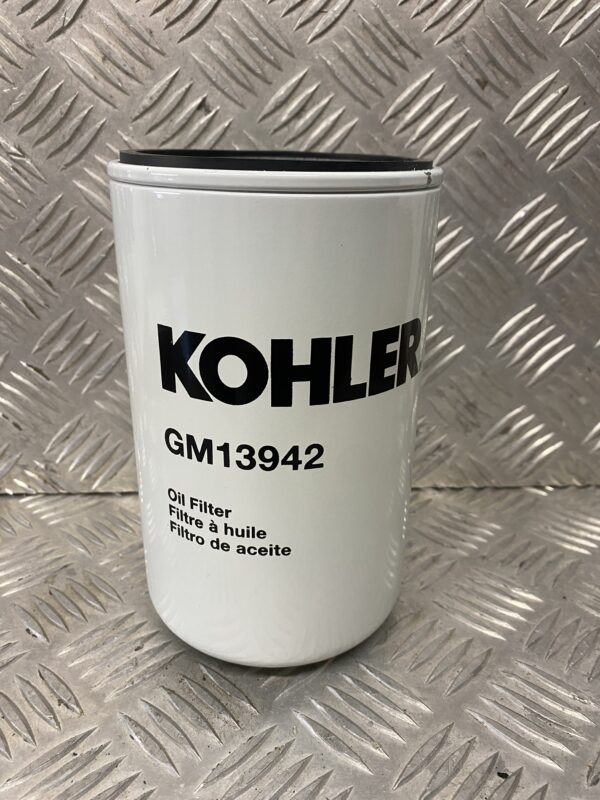 KOHLER
GM13942
Oil Filter
Filtre à huile
Filtro de aceite